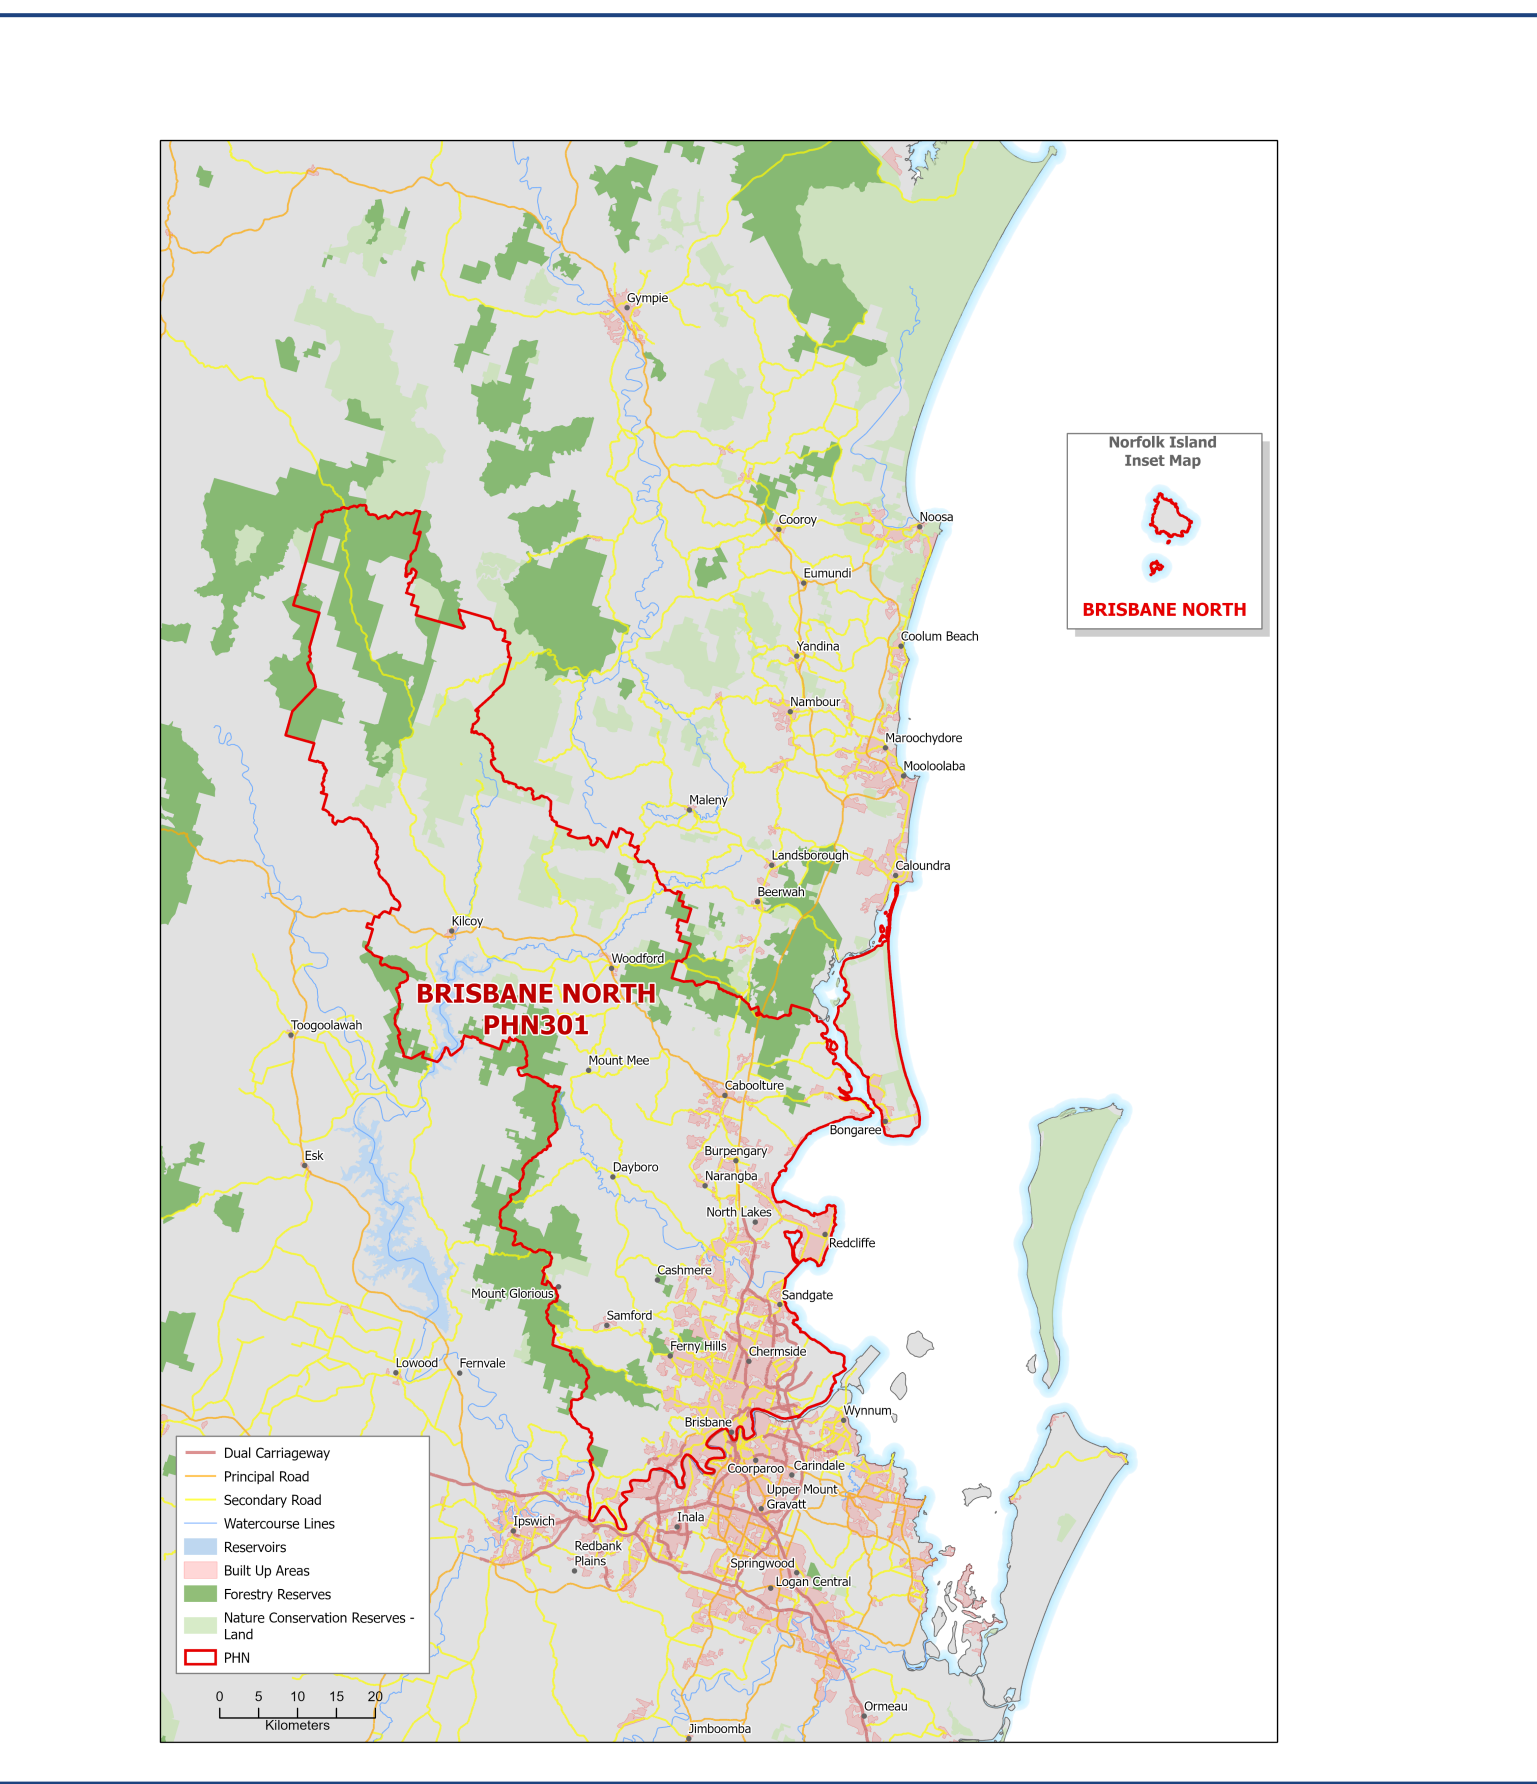 Gympie
Norfolk Island
Inset Map
BRISBANE NORTH
Cooroy
Noosa
Eumundi
Coolum Beach
Yandina
Nambour
Maroochydore
Mooloolaba
Maleny
Landsborough
Caloundra
Beerwah
Kilcoy
Woodford
BRISBANE NORTH
PHN301
Toogoolawah
Mount Mee
Caboolture
Bongaree
Burpengary
Esk
Dayboro
Narangba
North Lakes
Redcliffe
Cashmere
Mount Glorious
Sandgate
Samford
Ferny Hills
Chermside
Lowood
Fernvale
Wynnum
Brisbane
Coorparoo
Carindale
Upper Mount
Gravatt
Ipswich
Inala
Redbank
Plains
Springwood
Logan Central
Ormeau
Jimboomba
Dual Carriageway
Principal Road
Secondary Road
Watercourse Lines
Reservoirs
Built Up Areas
Forestry Reserves
Nature Conservation Reserves -
Land
PHN
0 5 10 15 20
Kilometers